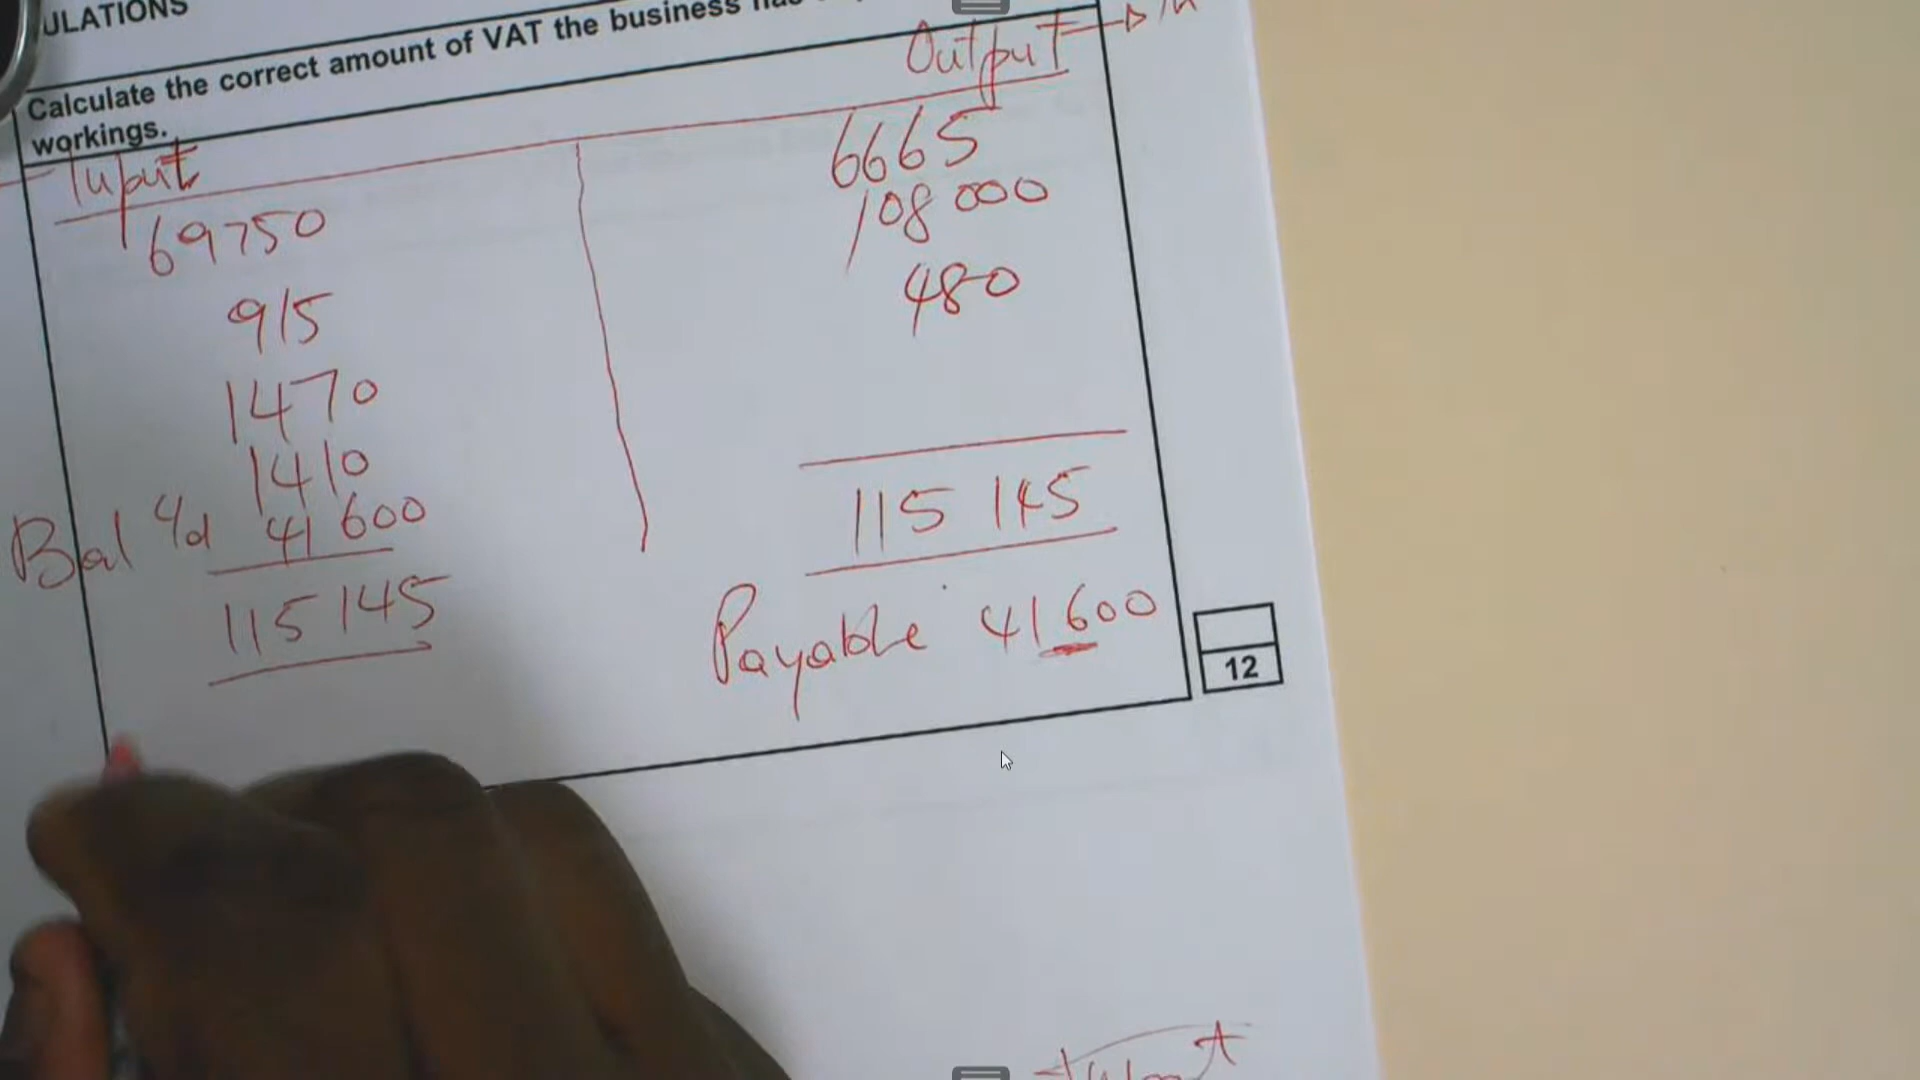 ULATIONS
Calculate the correct amount of VAT the business
workings.
Input
Output
69750
6665
915
108 000
1470
480
1410
Bal c/d 41 600
115 145
115 145
Payable 41 600
12